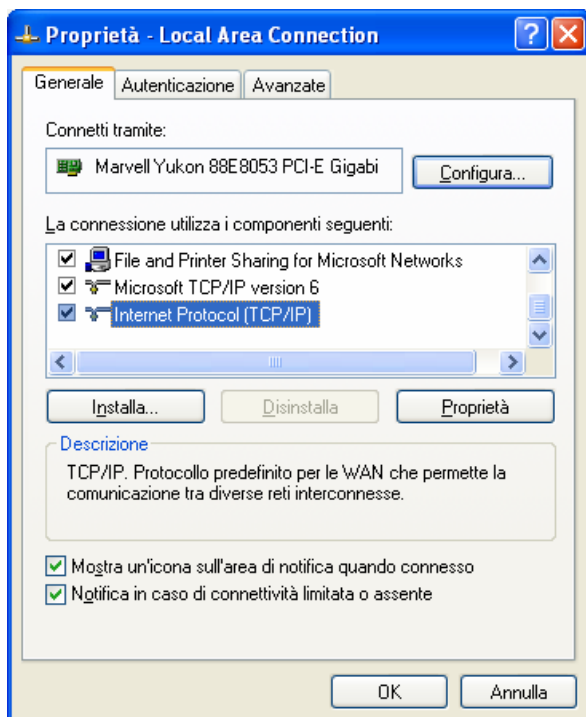 Proprietà - Local Area Connection
Generale Autenticazione Avanzate
Connetti tramite:
Marvell Yukon 88E8053 PCI-E Gigabi
Configura...
La connessione utilizza i componenti seguenti:
File and Printer Sharing for Microsoft Networks
Microsoft TCP/IP version 6
Internet Protocol (TCP/IP)
Installa... Disinstalla Proprietà
Descrizione
TCP/IP. Protocollo predefinito per le WAN che permette la
comunicazione tra diverse reti interconnesse.
Mostra un'icona sull'area di notifica quando connesso
Notifica in caso di connettività limitata o assente
OK Annulla